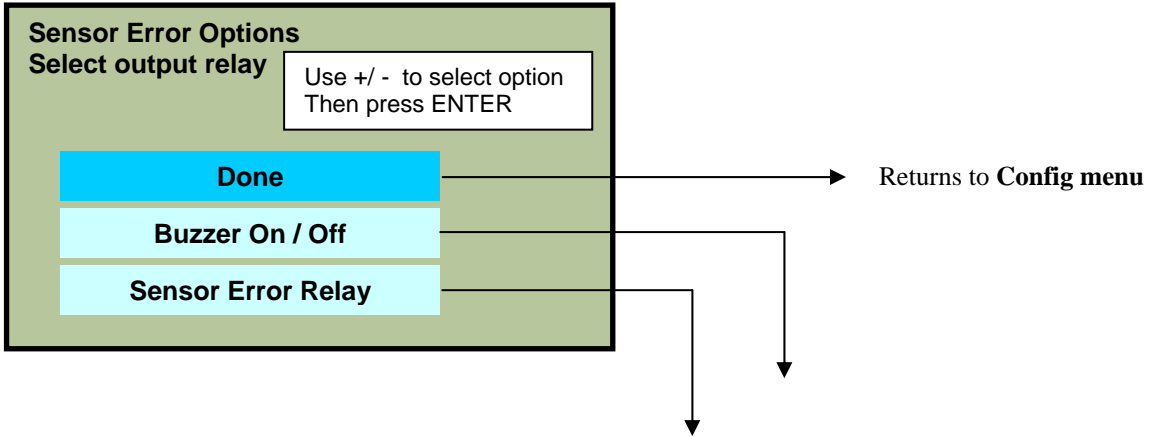 Sensor Error Options
Select output relay
Use +/ - to select option
Then press ENTER
Done
Returns to Config menu
Buzzer On / Off
Sensor Error Relay